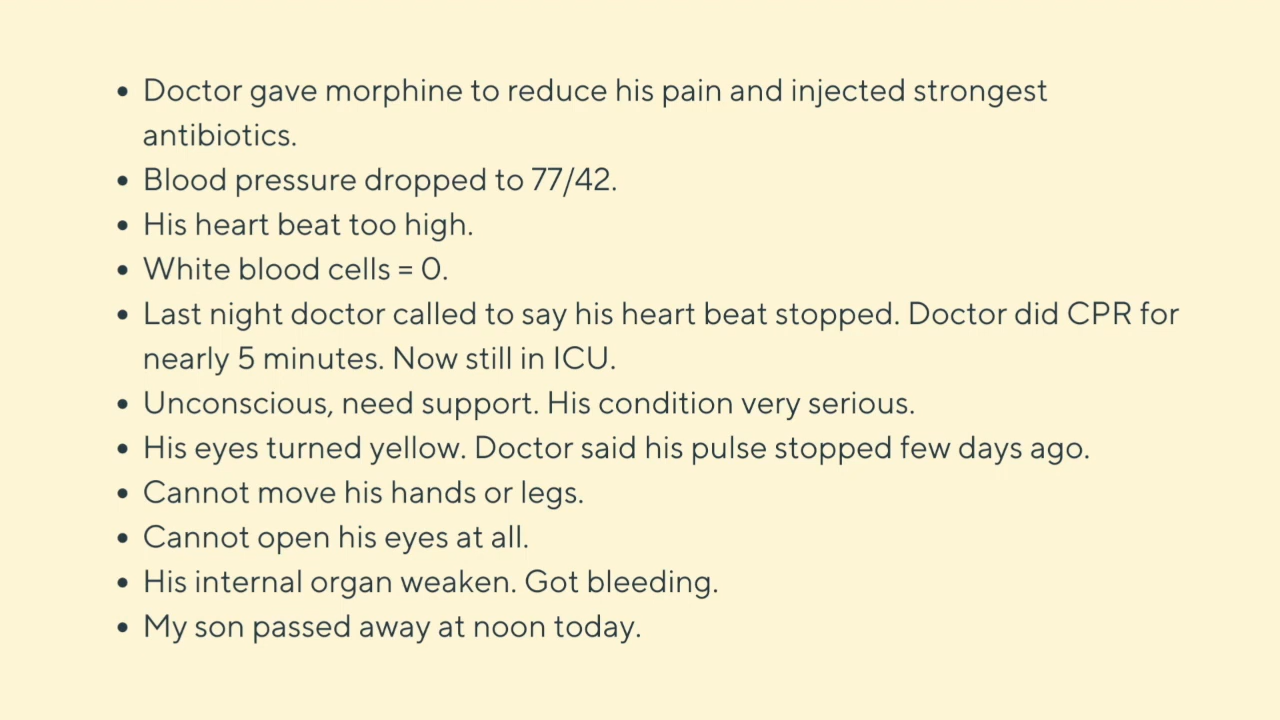 • Doctor gave morphine to reduce his pain and injected strongest
antibiotics.
• Blood pressure dropped to 77/42.
• His heart beat too high.
• White blood cells = 0.
• Last night doctor called to say his heart beat stopped. Doctor did CPR for
nearly 5 minutes. Now still in ICU.
• Unconscious, need support. His condition very serious.
• His eyes turned yellow. Doctor said his pulse stopped few days ago.
• Cannot move his hands or legs.
• Cannot open his eyes at all.
• His internal organ weaken. Got bleeding.
• My son passed away at noon today.